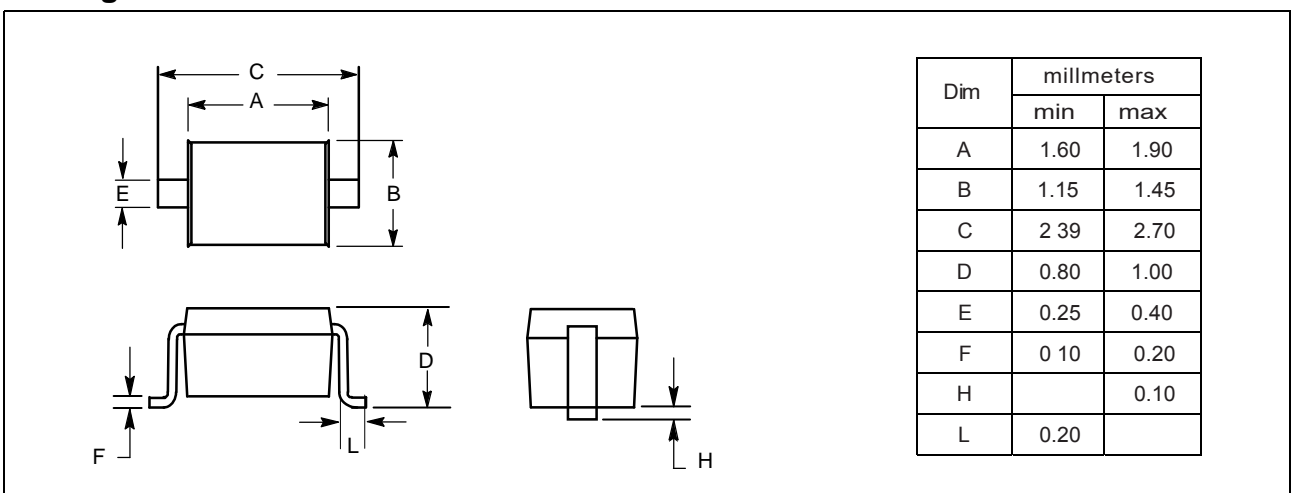 C
A
E
B
D
F
L
H
Dim millmeters
min max
A 1.60 1.90
B 1.15 1.45
C 2 39 2.70
D 0.80 1.00
E 0.25 0.40
F 0 10 0.20
H 0.10
L 0.20